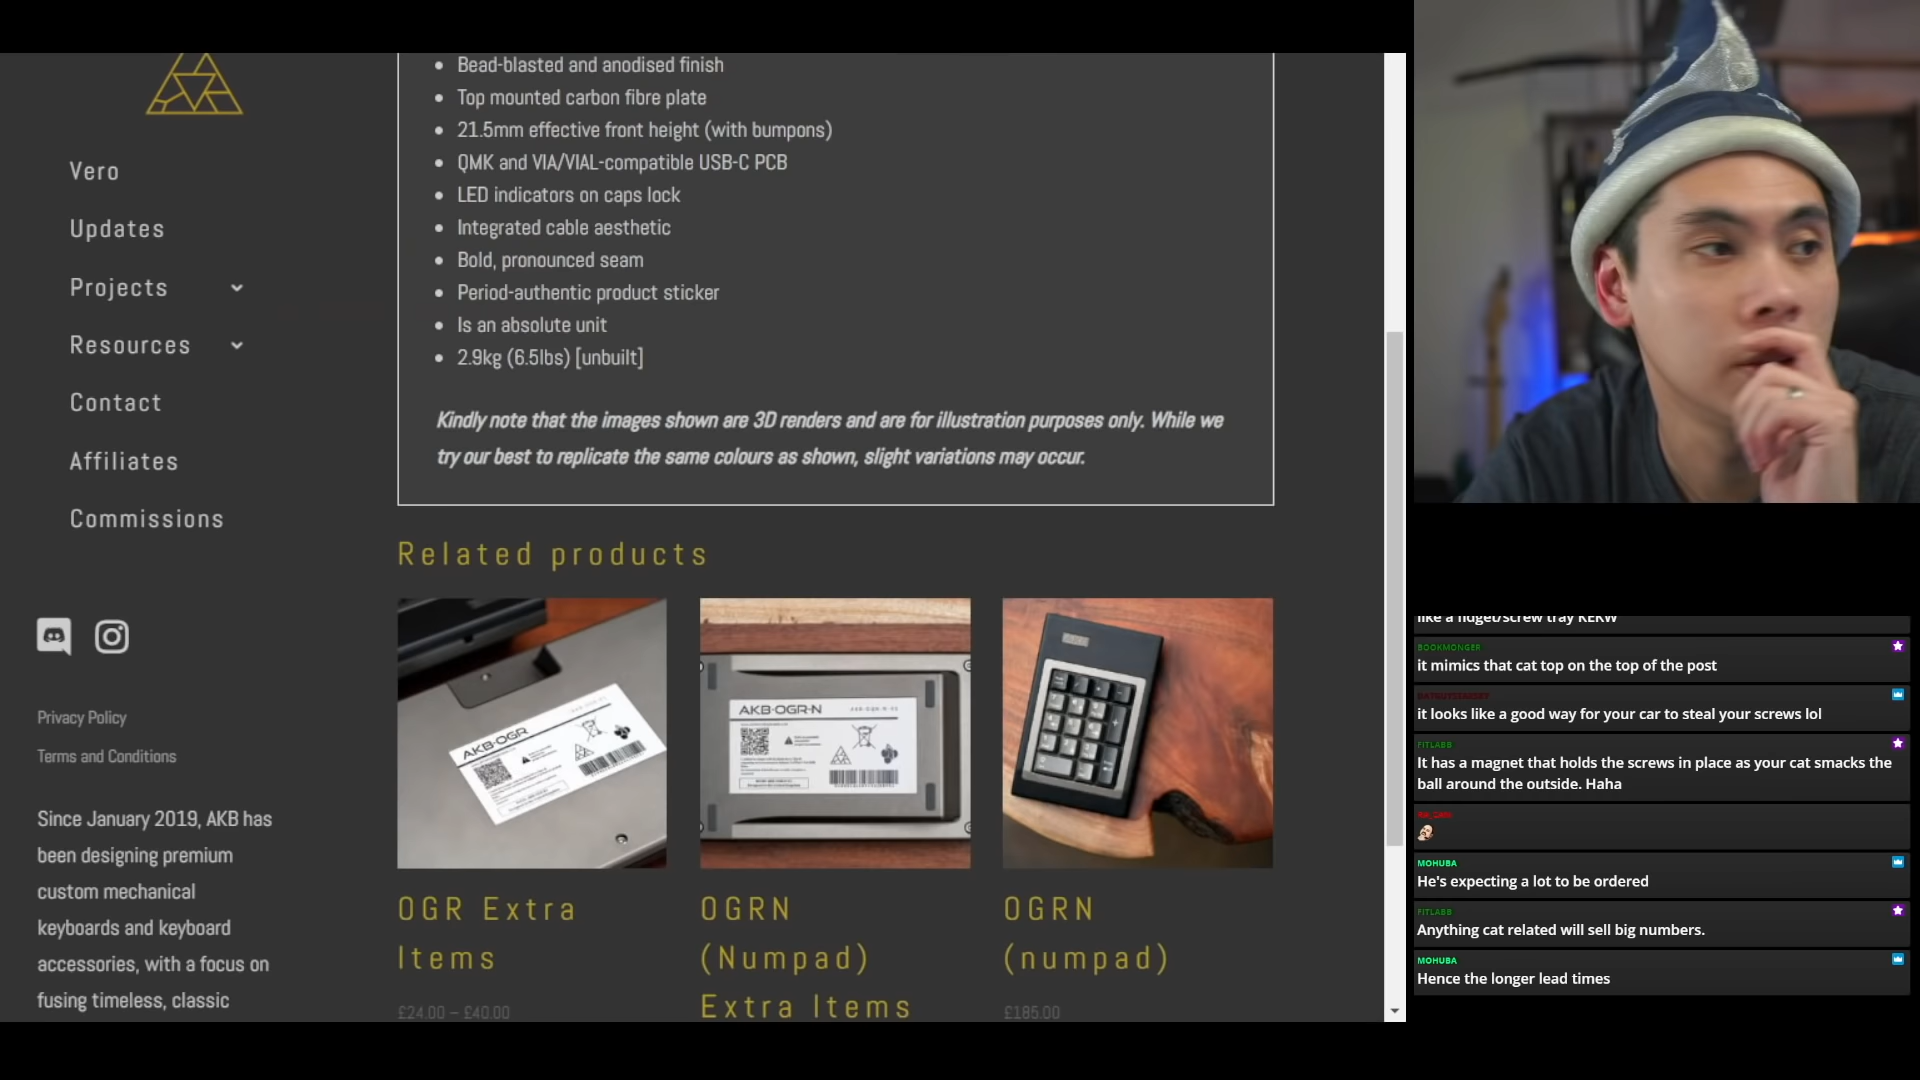 Vero
Updates
Projects
Resources
Contact
Affiliates
Commissions
Privacy Policy
Terms and Conditions
Since January 2019, AKB has
been designing premium
custom mechanical
keyboards and keyboard
accessories, with a focus on
fusing timeless, classic
Bead-blasted and anodised finish
Top mounted carbon fibre plate
21.5mm effective front height (with bumpons)
QMK and VIA/VIAL-compatible USB-C PCB
LED indicators on caps lock
Integrated cable aesthetic
Bold, pronounced seam
Period-authentic product sticker
Is an absolute unit
2.9kg (6.5lbs) [unbuilt]
Kindly note that the images shown are 3D renders and are for illustration purposes only. While we
try our best to replicate the same colours as shown, slight variations may occur.
Related products
AKB-OGR
AKB-OGR-N
OGR Extra
Items
£24.00 – £40.00
OGRN
(Numpad)
Extra Items
OGRN
(numpad)
£185.00
BOOKMONGER
it mimics that cat top on the top of the post
it looks like a good way for your car to steal your screws lol
FITLABB
It has a magnet that holds the screws in place as your cat smacks the
ball around the outside. Haha
MOHUBA
He's expecting a lot to be ordered
FITLABB
Anything cat related will sell big numbers.
MOHUBA
Hence the longer lead times